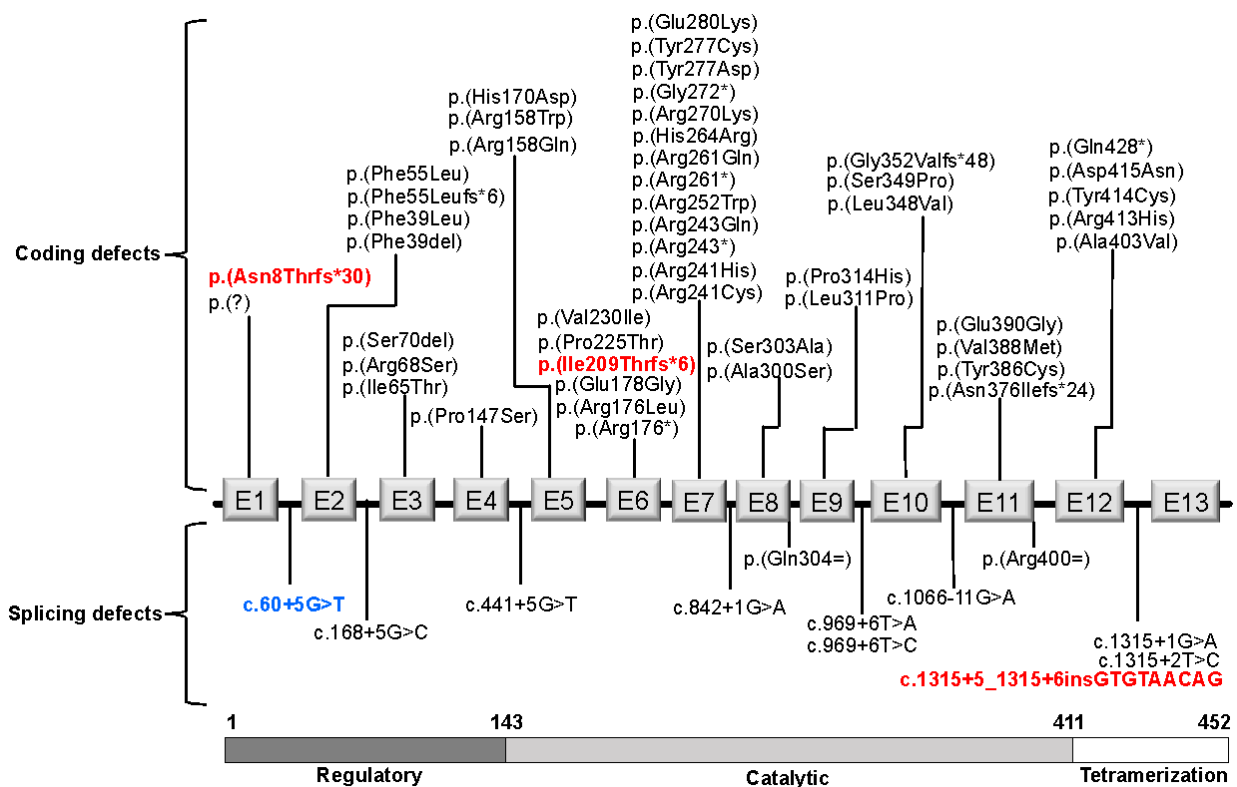 p.(Glu280Lys)
p.(Tyr277Cys)
p.(Tyr277Asp)
p.(Gly272*)
p.(Arg270Lys)
p.(His264Arg)
p.(Arg261Gln)
p.(Arg261*)
p.(Arg252Trp)
p.(Arg243Gln)
p.(Arg243*)
p.(Arg241His)
p.(Arg241Cys)
p.(His170Asp)
p.(Arg158Trp)
p.(Arg158Gln)
p.(Phe55Leu)
p.(Phe55Leufs*6)
p.(Phe39Leu)
p.(Phe39del)
p.(Gly352Valfs*48)
p.(Ser349Pro)
p.(Leu348Val)
p.(Gln428*)
p.(Asp415Asn)
p.(Tyr414Cys)
p.(Arg413His)
p.(Ala403Val)
Coding defects
p.(Asn8Thrfs*30)
p.(?)
p.(Ser70del)
p.(Arg68Ser)
p.(Ile65Thr)
p.(Pro147Ser)
p.(Val230Ile)
p.(Pro225Thr)
p.(Ile209Thrfs*6)
p.(Glu178Gly)
p.(Arg176Leu)
p.(Arg176*)
p.(Ser303Ala)
p.(Ala300Ser)
p.(Pro314His)
p.(Leu311Pro)
p.(Glu390Gly)
p.(Val388Met)
p.(Tyr386Cys)
p.(Asn376Ilefs*24)
E1 E2 E3 E4 E5 E6 E7 E8 E9 E10 E11 E12 E13
Splicing defects
c.60+5G>T
c.168+5G>C
c.441+5G>T
c.842+1G>A
p.(Gln304=)
c.969+6T>A
c.969+6T>C
c.1066-11G>A
p.(Arg400=)
c.1315+1G>A
c.1315+2T>C
c.1315+5_1315+6insGTGTAACAG
1 143 411 452
Regulatory Catalytic Tetramerization